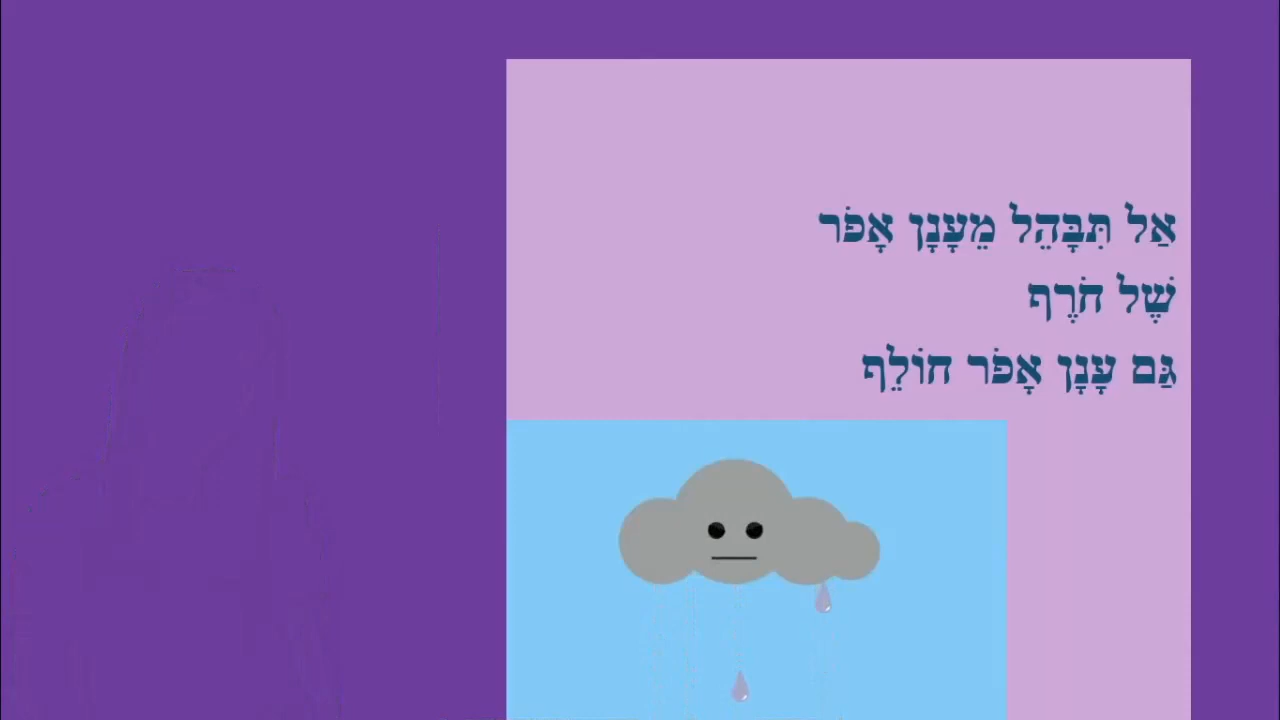 אַל תִּבָּהֵל מֵעָנָן אָפֹר
שֶׁל חֹרֶף
גַּם עָנָן אָפֹר חוֹלֵף